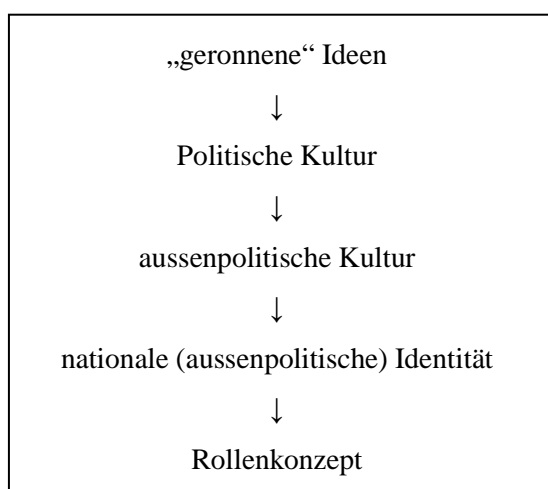 „geronnene“ Ideen
↓
Politische Kultur
↓
aussenpolitische Kultur
↓
nationale (aussenpolitische) Identität
↓
Rollenkonzept